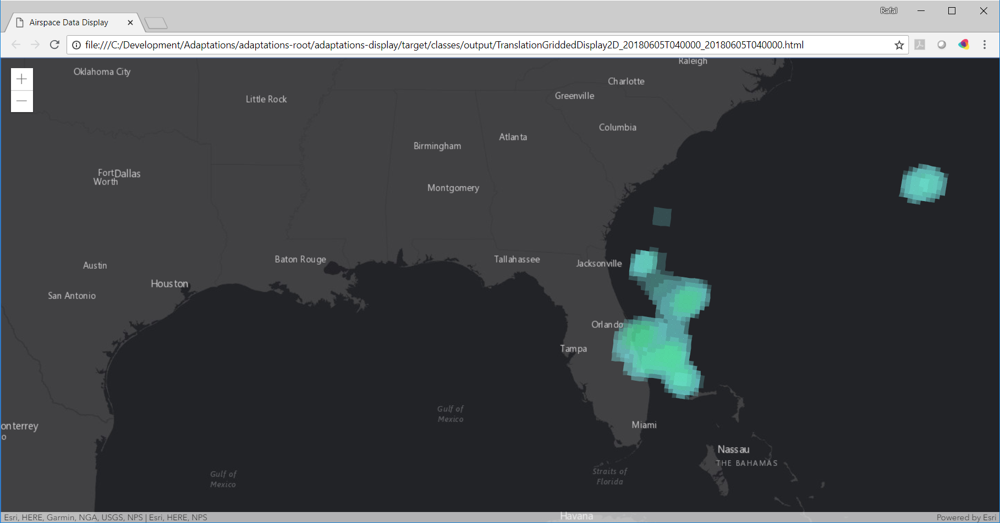 Rafal
Airspace Data Display
file:///C:/Development/Adaptations/adaptations-root/adaptations-display/target/classes/output/TranslationGriddedDisplay2D_20180605T040000_20180605T040000.html
Raleigh
Oklahoma City
Charlotte
Greenville
Little Rock
Columbia
Atlanta
Birmingham
Fort
Worth
Dallas
Montgomery
Baton Rouge
Tallahassee
Jacksonville
Austin
Houston
San Antonio
Orlando
Tampa
Gulf of
Mexico
Miami
onterrey
o
Nassau
THE BAHAMAS
Gulf of
Mexico
Straits of
Florida
Havana
Esri, HERE, Garmin, NGA, USGS, NPS | Esri, HERE, NPS
Powered by Esri